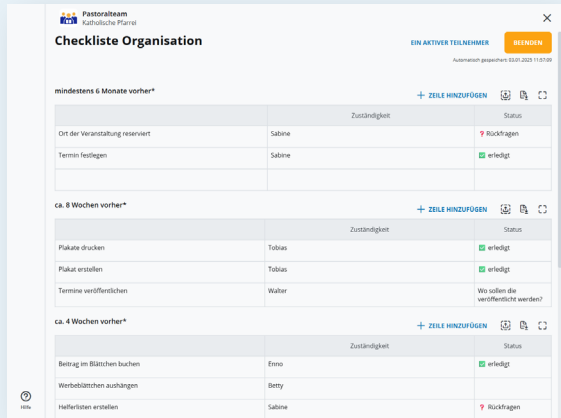 Pastoralteam
Katholische Pfarrei
Checkliste Organisation
EIN AKTIVER TEILNEHMER
BEENDEN
Automatisch gespeichert: 03.01.2025 11:57:09
mindestens 6 Monate vorher*
+ ZEILE HINZUFÜGEN
Zuständigkeit Status
Ort der Veranstaltung reserviert Sabine ? Rückfragen
Termin festlegen Sabine ✅ erledigt
ca. 8 Wochen vorher*
+ ZEILE HINZUFÜGEN
Zuständigkeit Status
Plakate drucken Tobias ✅ erledigt
Plakat erstellen Tobias ✅ erledigt
Termine veröffentlichen Walter Wo sollen die
veröffentlicht werden?
ca. 4 Wochen vorher*
+ ZEILE HINZUFÜGEN
Zuständigkeit Status
Beitrag im Blättchen buchen Enno ✅ erledigt
Werbeblättchen aushängen Betty
Helferlisten erstellen Sabine ? Rückfragen
Hilfe